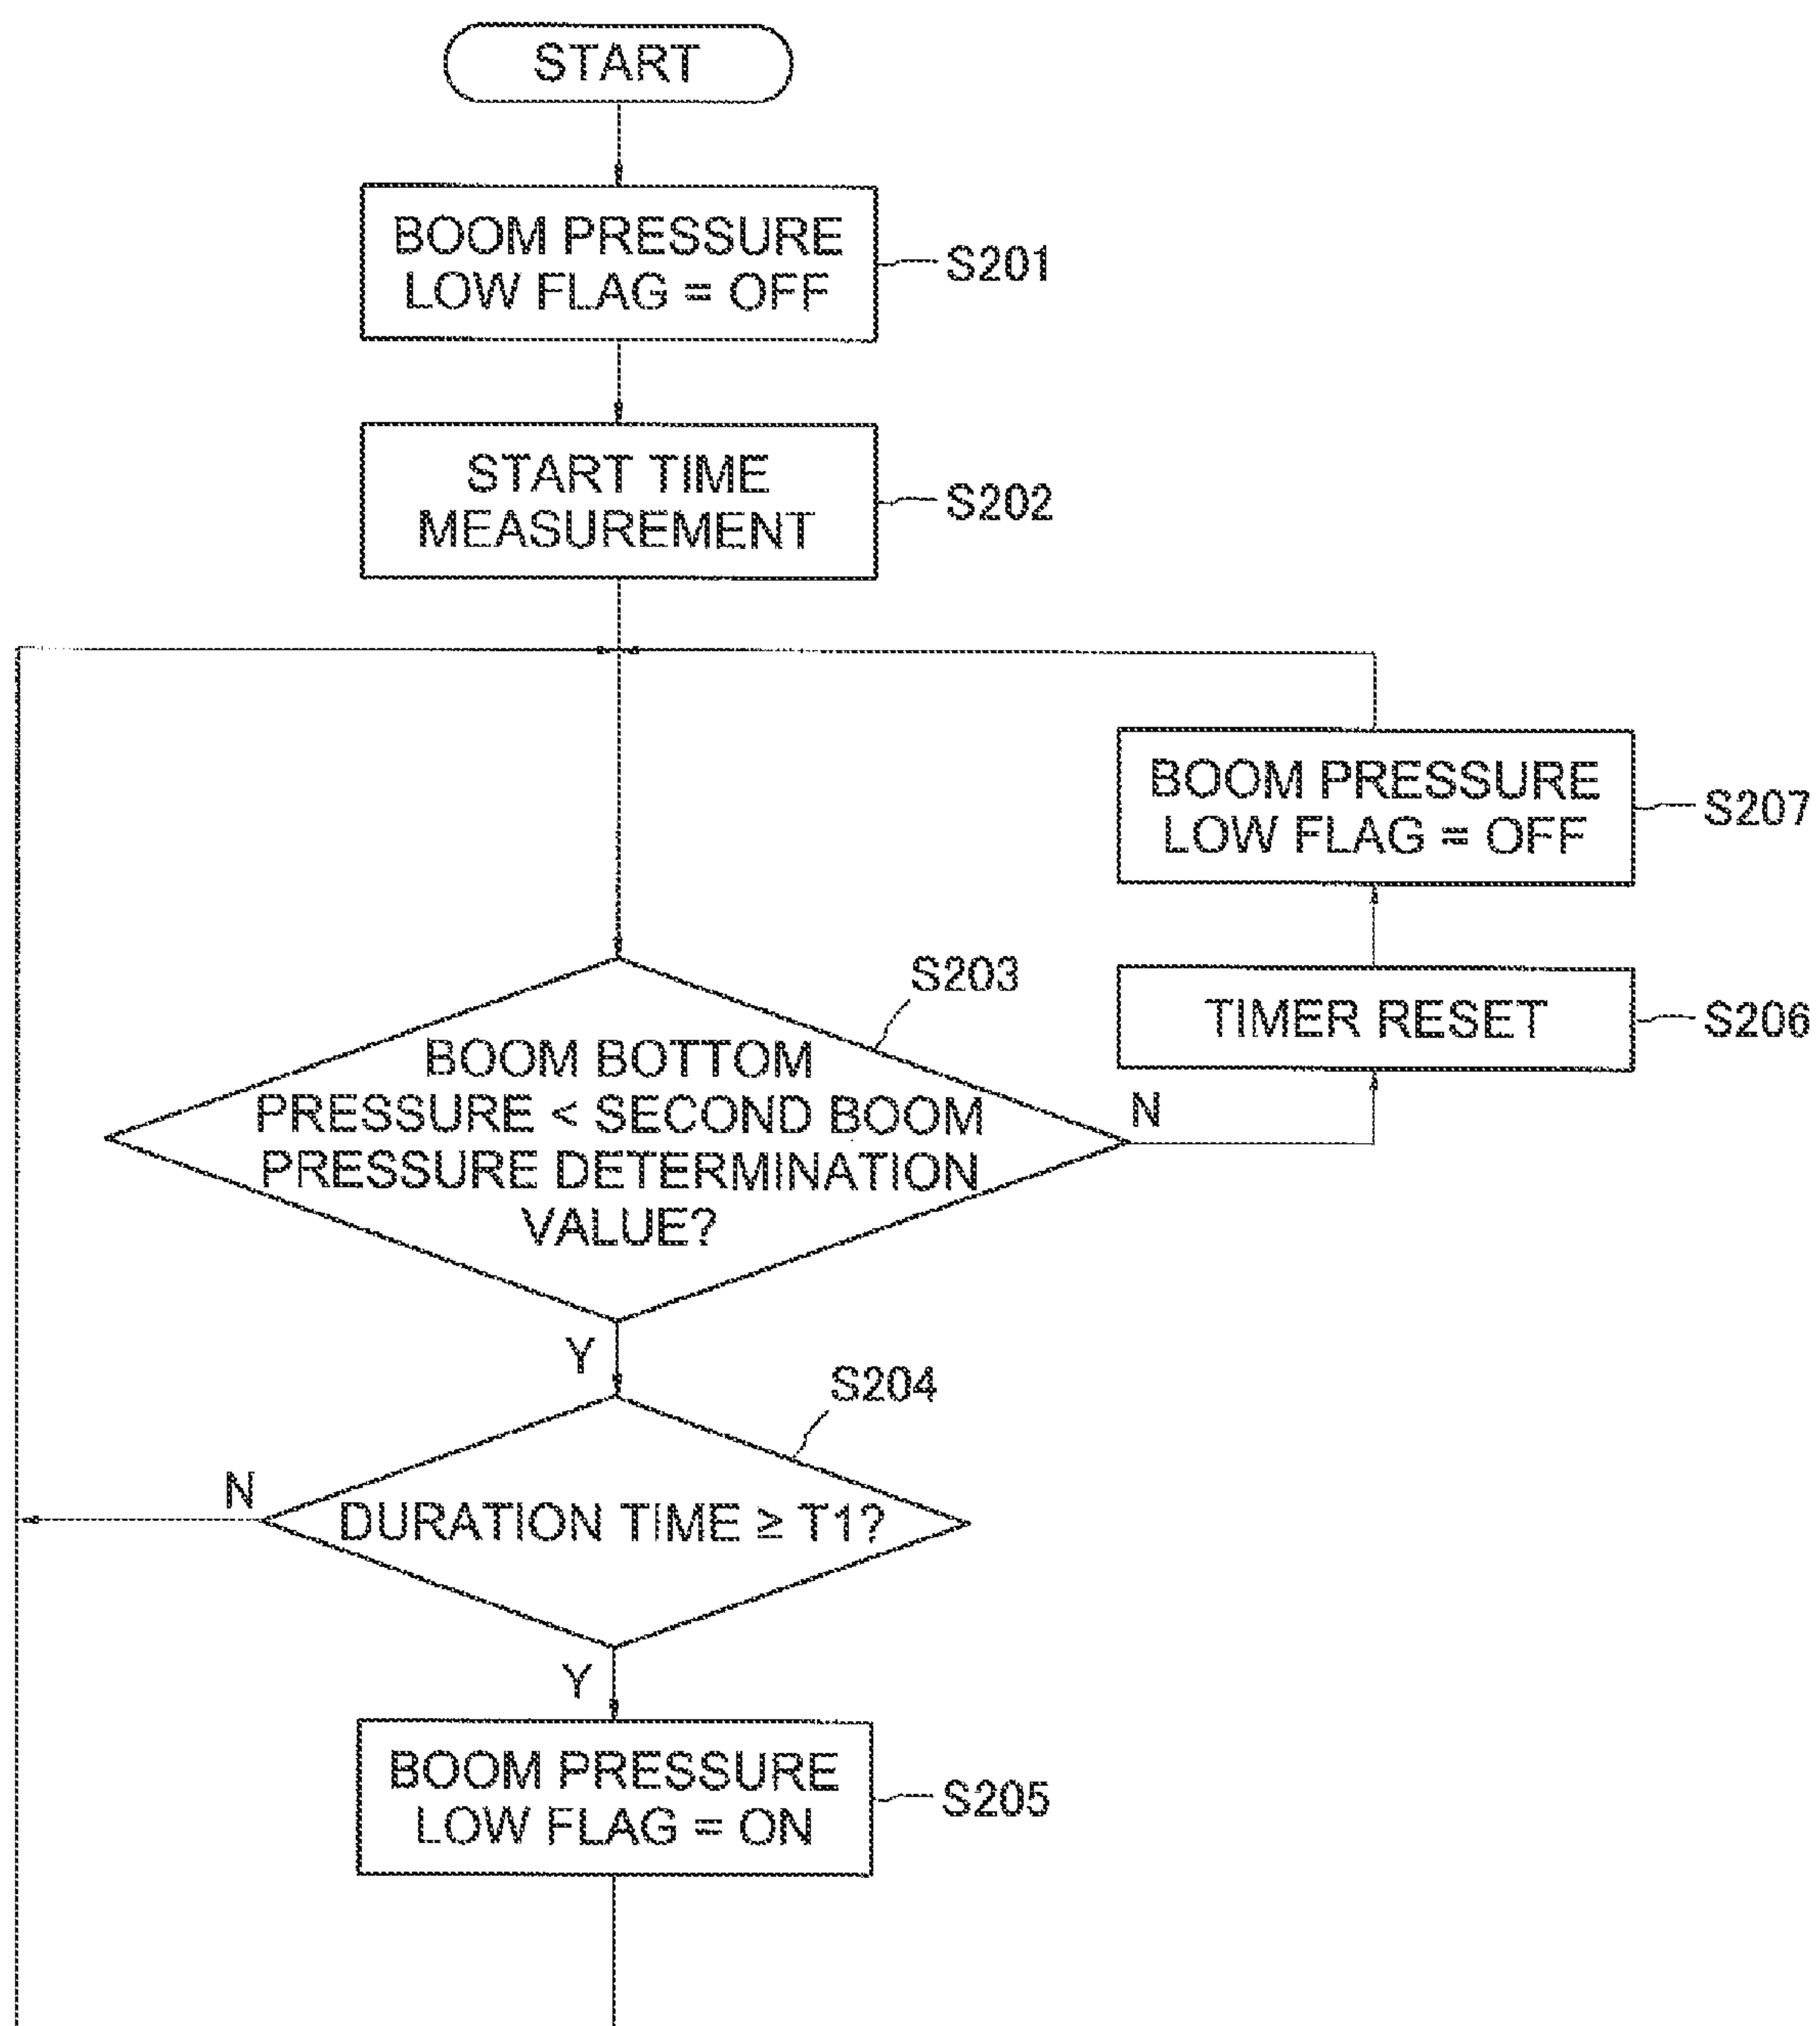 START
BOOM PRESSURE
LOW FLAG = OFF
S201
START TIME
MEASUREMENT
S202
BOOM PRESSURE
LOW FLAG = OFF
S207
TIMER RESET
S206
S203
BOOM BOTTOM
PRESSURE < SECOND BOOM
PRESSURE DETERMINATION
VALUE?
N
Y
S204
N
DURATION TIME ≥ T1?
Y
BOOM PRESSURE
LOW FLAG = ON
S205